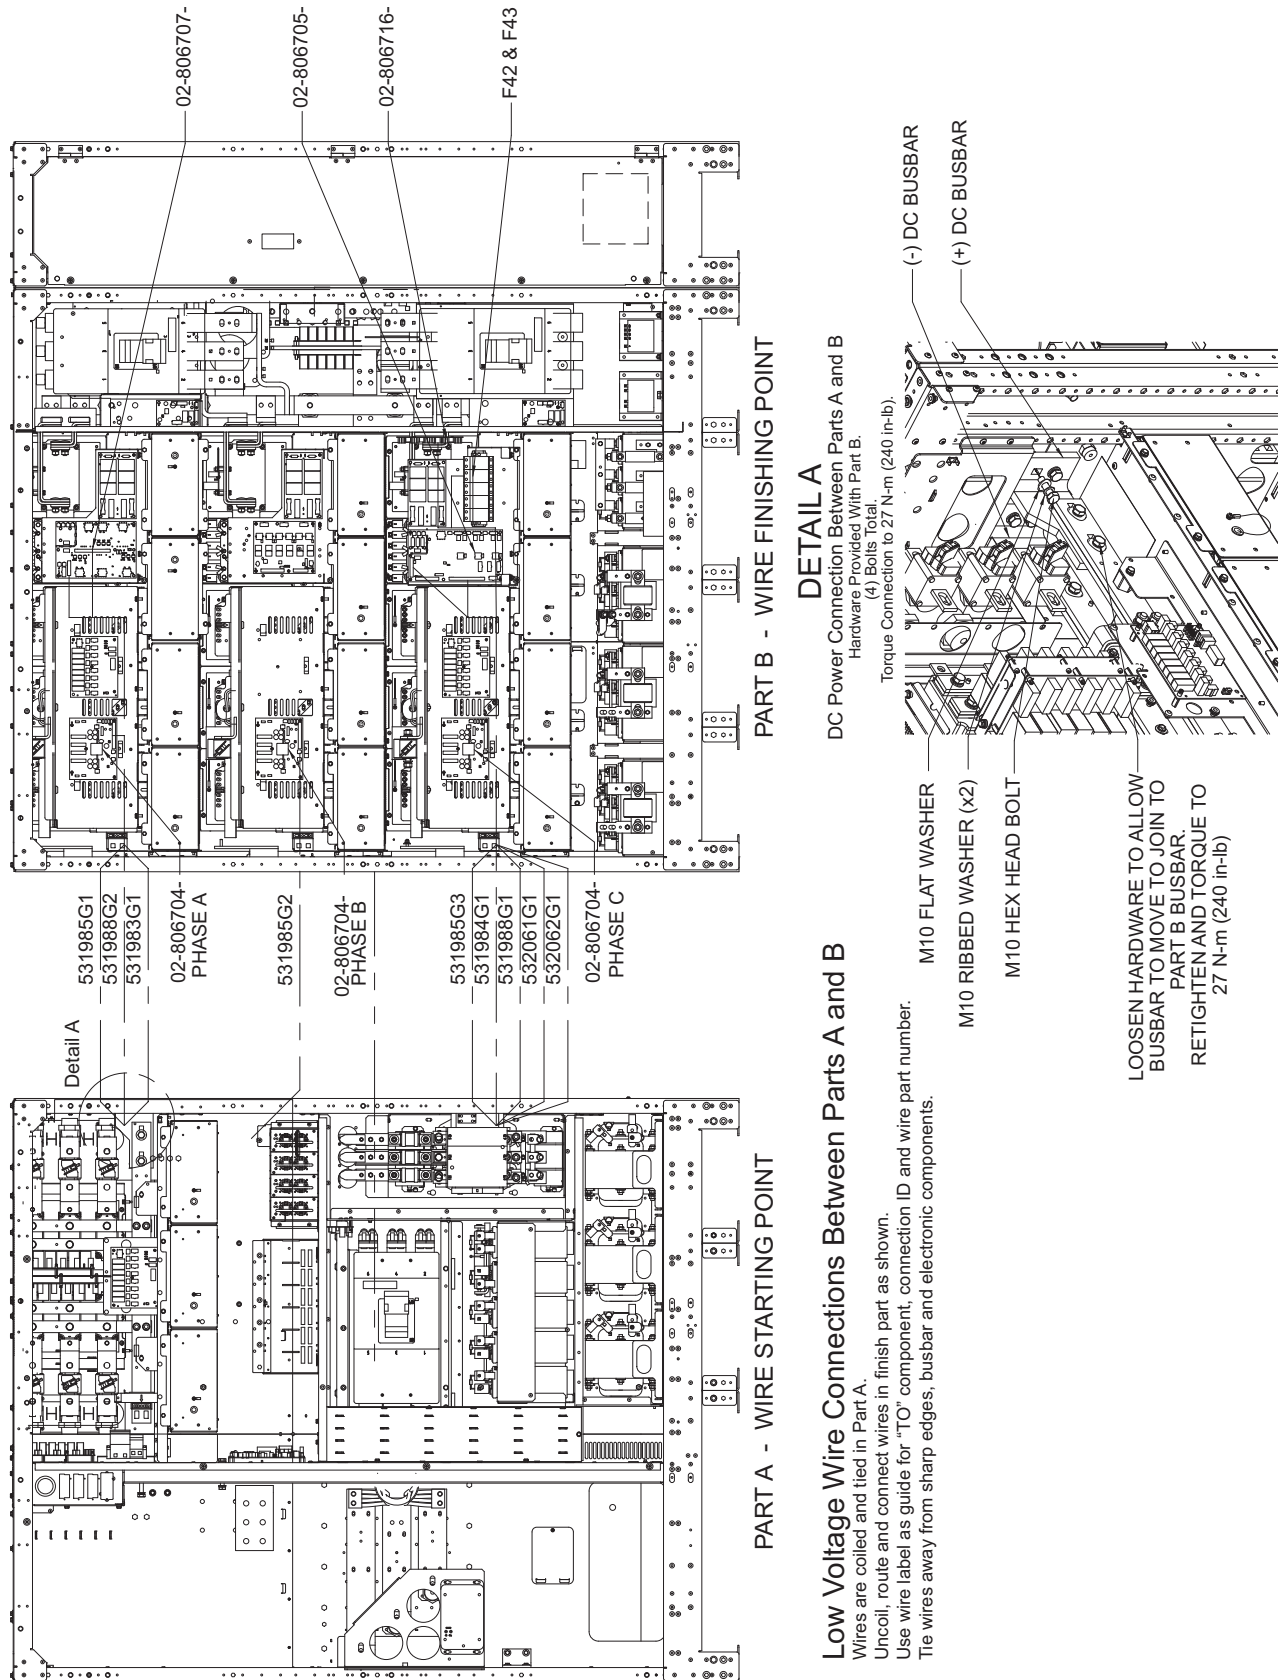 Detail A
531985G1
531988G2
531983G1
02-806704-
PHASE A
531985G2
02-806704-
PHASE B
531985G3
531984G1
531988G1
532061G1
532062G1
02-806704-
PHASE C
02-806707-
02-806705-
02-806716-
F42 & F43
PART A - WIRE STARTING POINT
PART B - WIRE FINISHING POINT
Low Voltage Wire Connections Between Parts A and B
Wires are coiled and tied in Part A.
Uncoil, route and connect wires in finish part as shown.
Use wire label as guide for “TO” component, connection ID and wire part number.
Tie wires away from sharp edges, busbar and electronic components.
DETAIL A
DC Power Connection Between Parts A and B
Hardware Provided With Part B.
(4) Bolts Total.
Torque Connection to 27 N-m (240 in-lb).
(-) DC BUSBAR
(+) DC BUSBAR
M10 FLAT WASHER
M10 RIBBED WASHER (x2)
M10 HEX HEAD BOLT
LOOSEN HARDWARE TO ALLOW
BUSBAR TO MOVE TO JOIN TO
PART B BUSBAR.
RETIGHTEN AND TORQUE TO
27 N-m (240 in-lb)